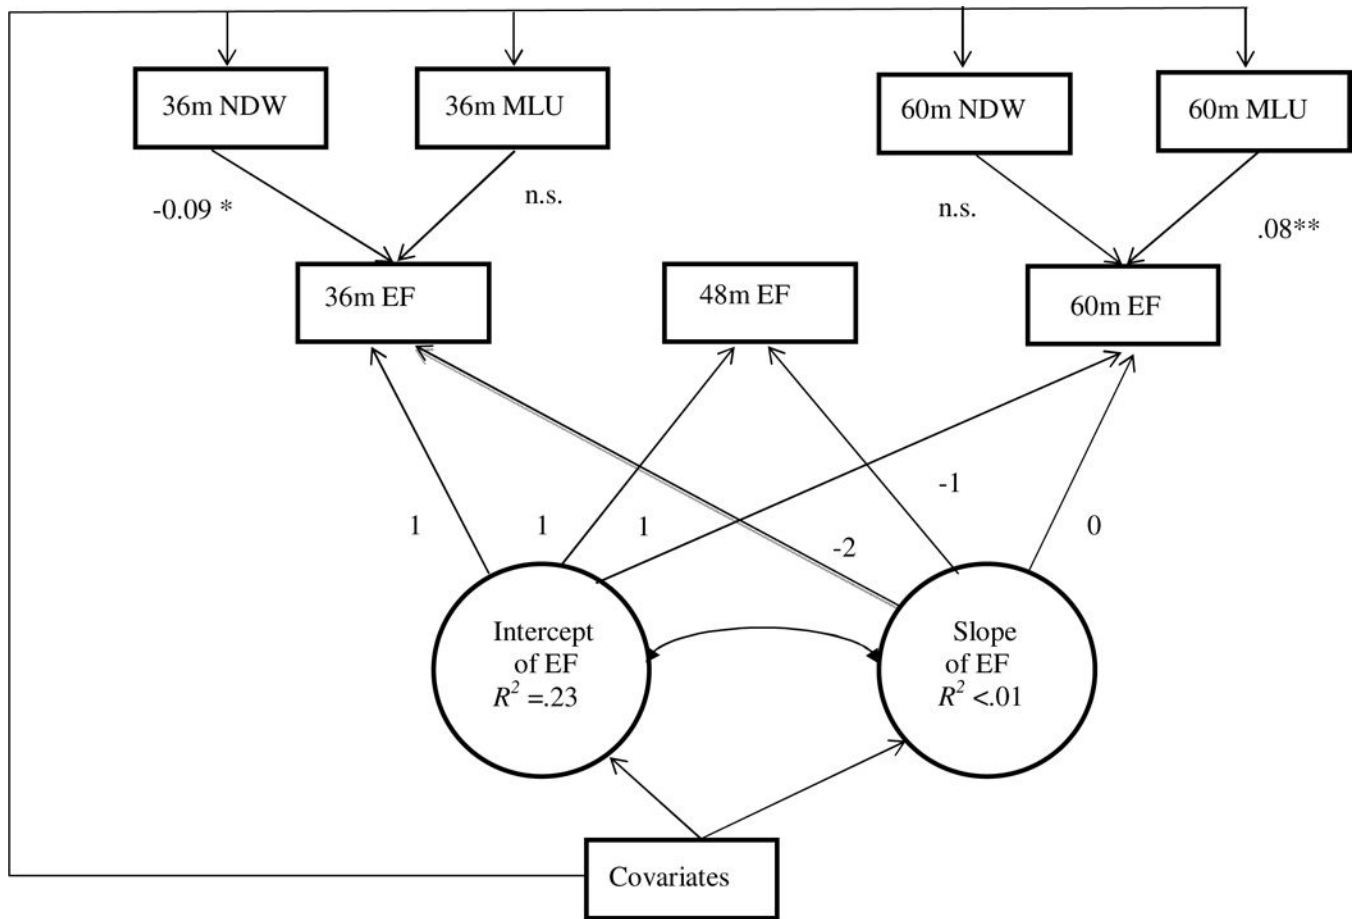 36m NDW
36m MLU
60m NDW
60m MLU
-0.09 *
n.s.
n.s.
.08**
36m EF
48m EF
60m EF
1
1
1
-2
-1
0
Intercept
of EF
R² =.23
Slope
of EF
R² <.01
Covariates